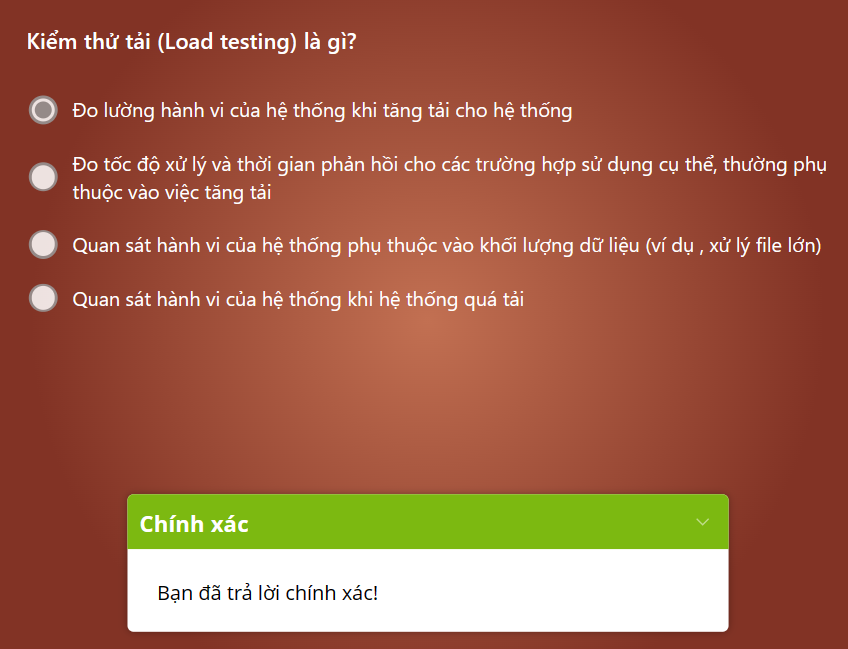 Kiểm thử tải (Load testing) là gì?
Đo lường hành vi của hệ thống khi tăng tải cho hệ thống
Đo tốc độ xử lý và thời gian phản hồi cho các trường hợp sử dụng cụ thể, thường phụ
thuộc vào việc tăng tải
Quan sát hành vi của hệ thống phụ thuộc vào khối lượng dữ liệu (ví dụ , xử lý file lớn)
Quan sát hành vi của hệ thống khi hệ thống quá tải
Chính xác
Bạn đã trả lời chính xác!